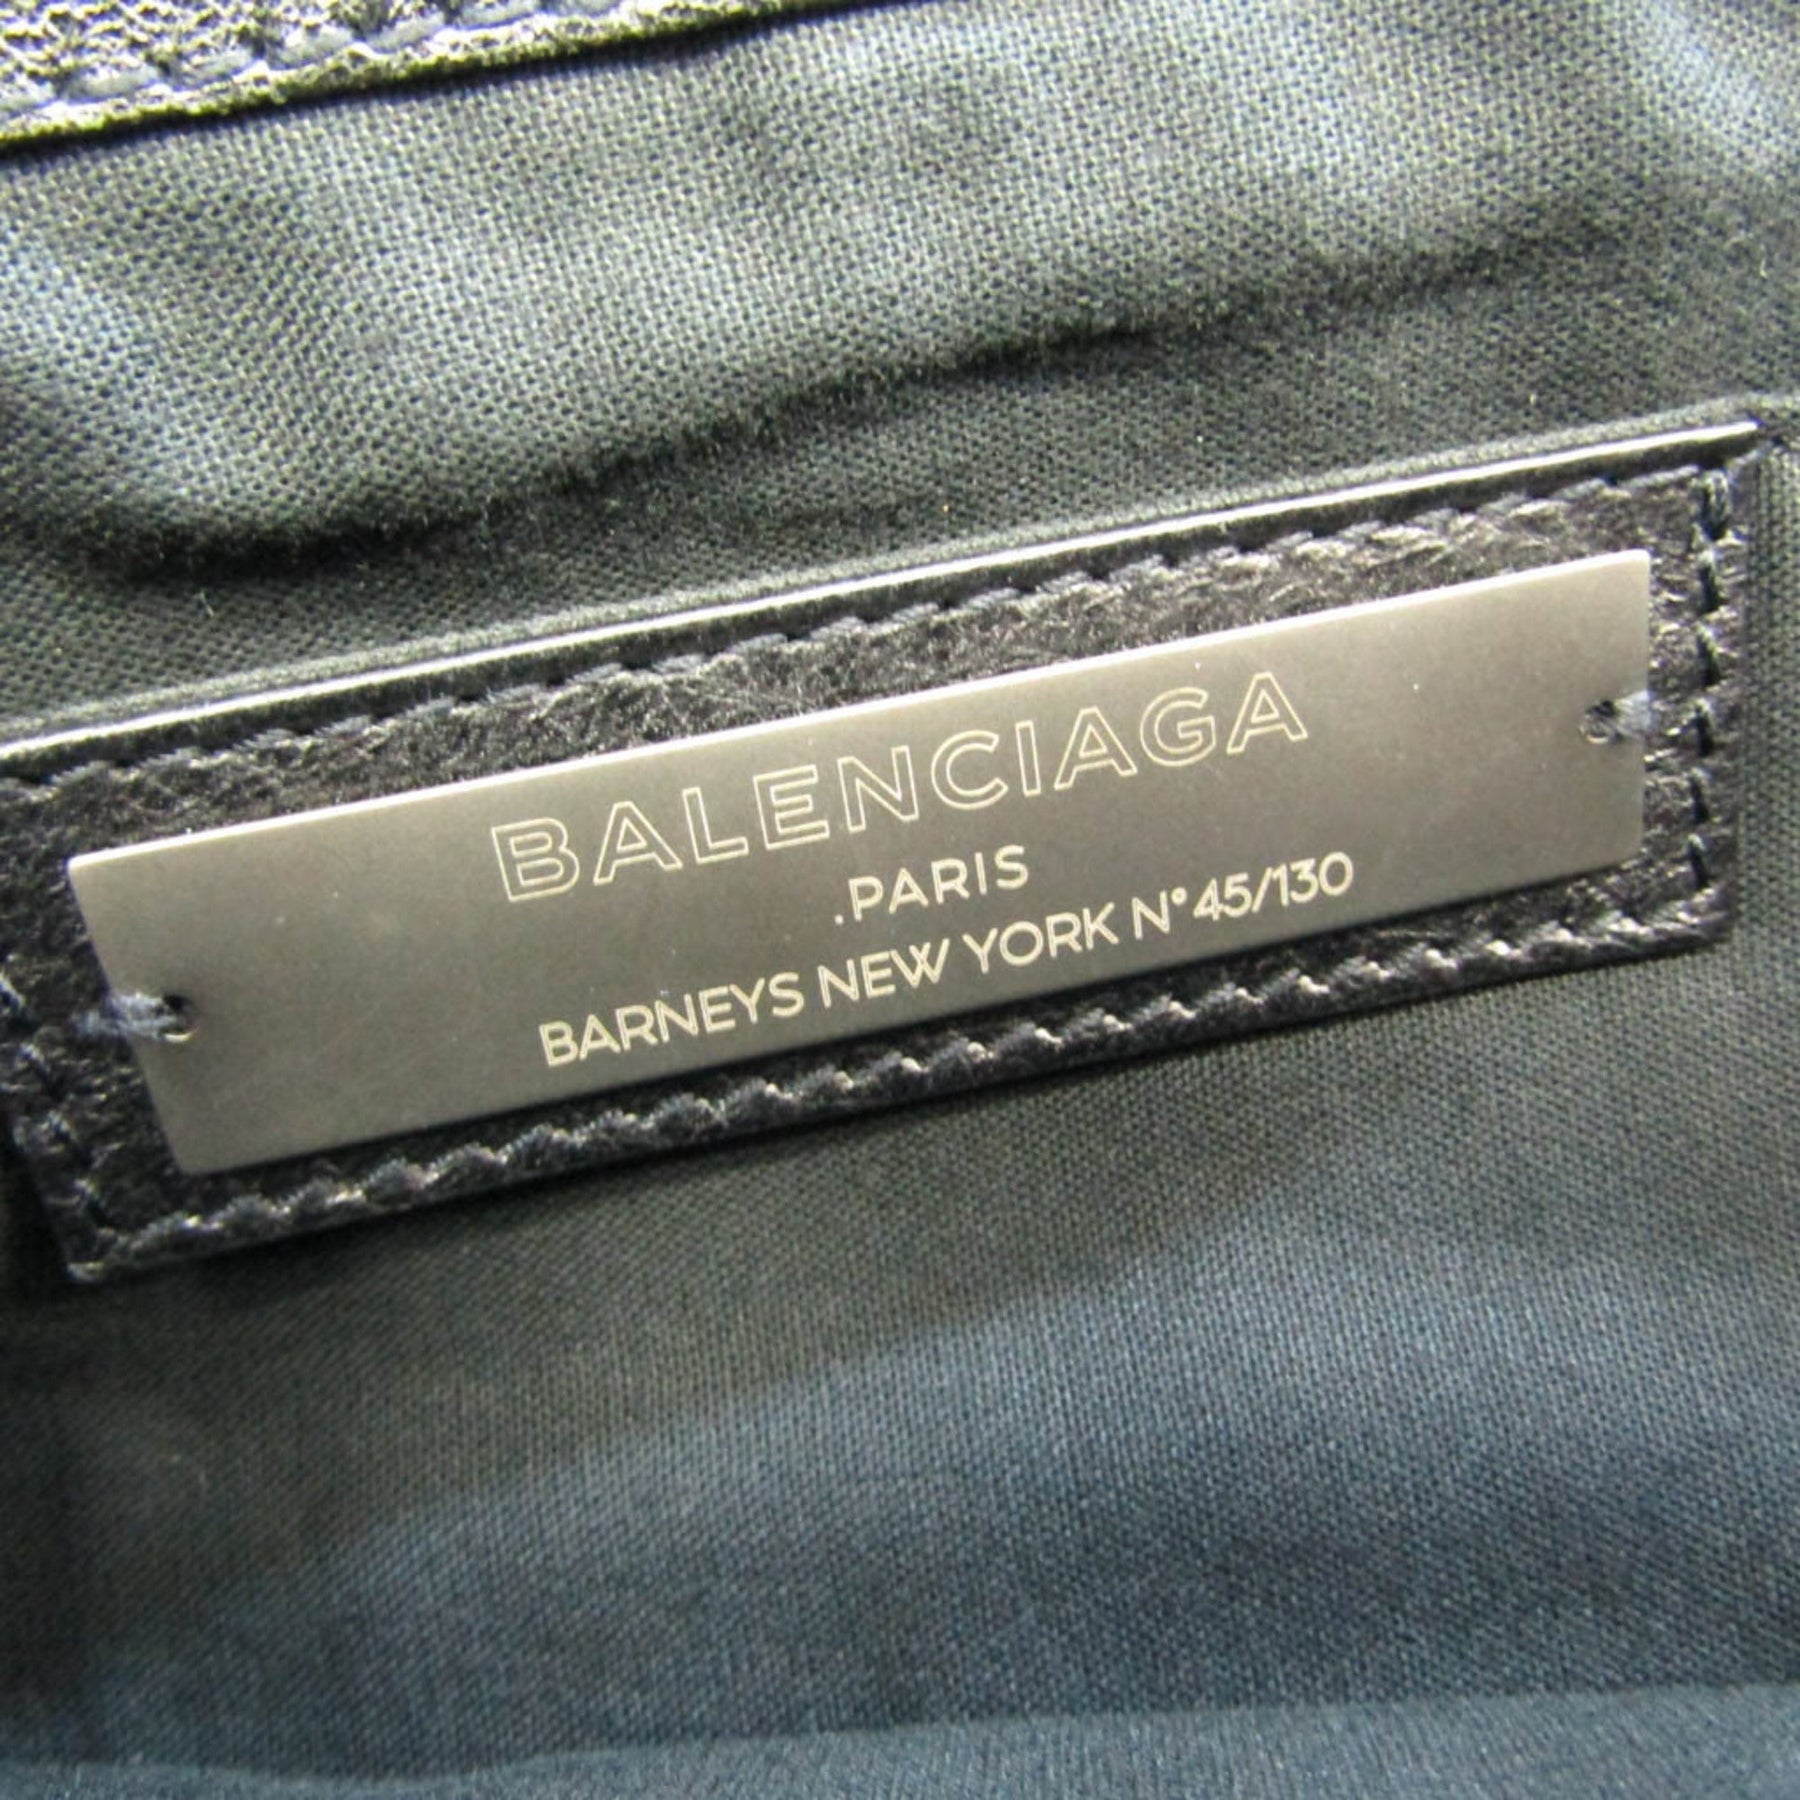 BALENCIAGA
.PARIS
BARNEYS NEW YORK N°45/130